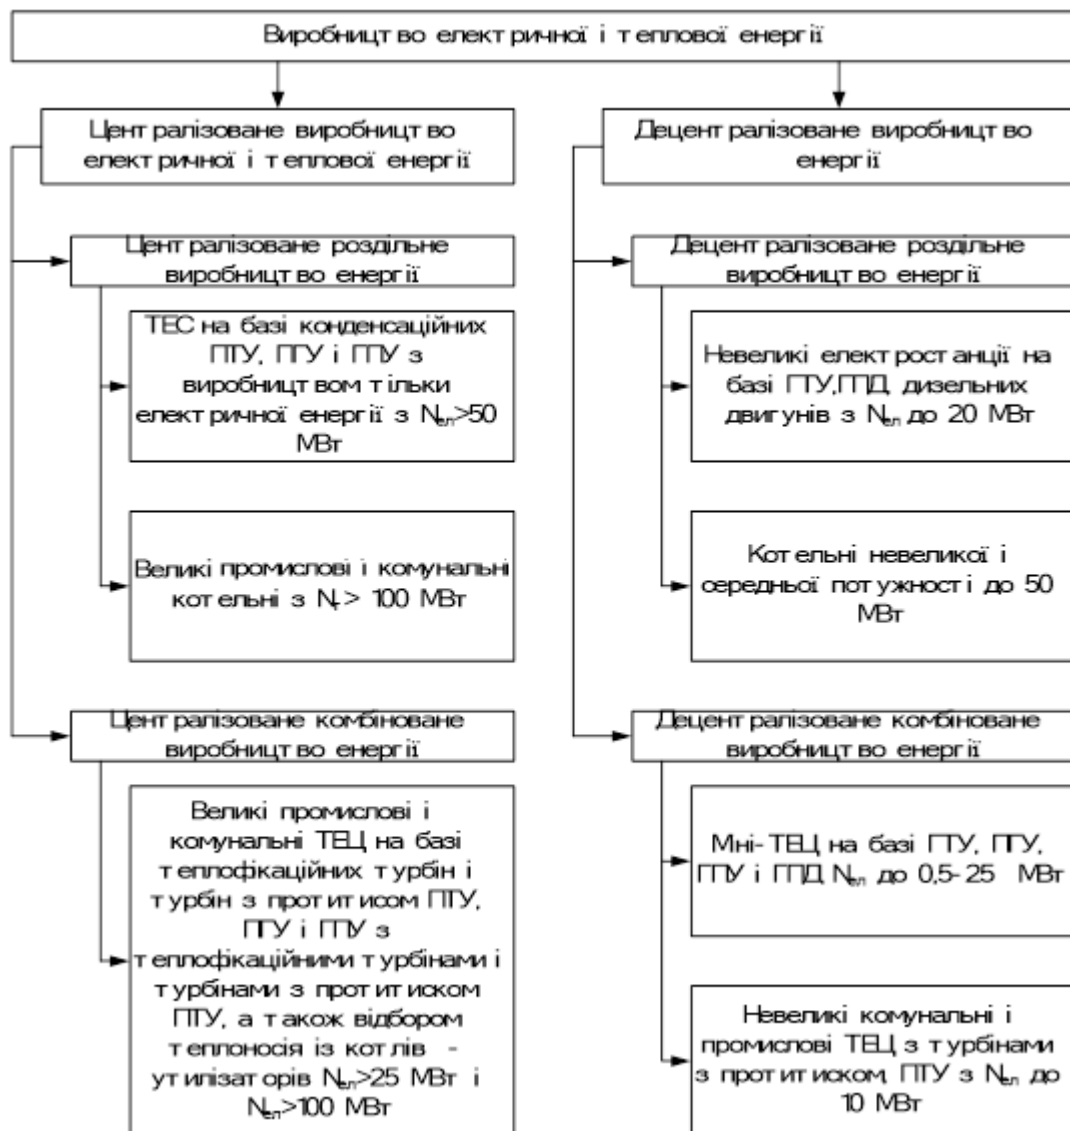 Виробництво електричної і теплової енергії
Централізоване виробництво
електричної і теплової енергії
Децентралізоване виробництво
енергії
Централізоване роздільне
виробництво енергії
Децентралізоване роздільне
виробництво енергії
ТЕС на базі конденсаційних
ПТУ, ПГУ і ГПУ з
виробництвом тільки
електричної енергії з Nел>50
МВт
Невеликі електростанції на
базі ГТУ,ГПД, дизельних
двигунів з Nел до 20 МВт
Великі промислові і комунальні
котельні з Nт> 100 МВт
Котельні невеликої і
середньої потужності до 50
МВт
Централізоване комбіноване
виробництво енергії
Децентралізоване комбіноване
виробництво енергії
Великі промислові і
комунальні ТЕЦ на базі
теплофікаційних турбін і
турбін з протитисом ПТУ,
ПГУ і ГПУ з
теплофікаційними турбінами і
турбінами з протитиском
ПТУ, а також відбором
теплоносія із котлів -
утилізаторів Nел>25 МВт і
Nел>100 МВт
Міні-ТЕЦ на базі ГТУ, ПГУ,
ГПУ і ГПД Nел до 0,5-25 МВт
Невеликі комунальні і
промислові ТЕЦ з турбінами
з протитиском, ПТУ з Nел до
10 МВт